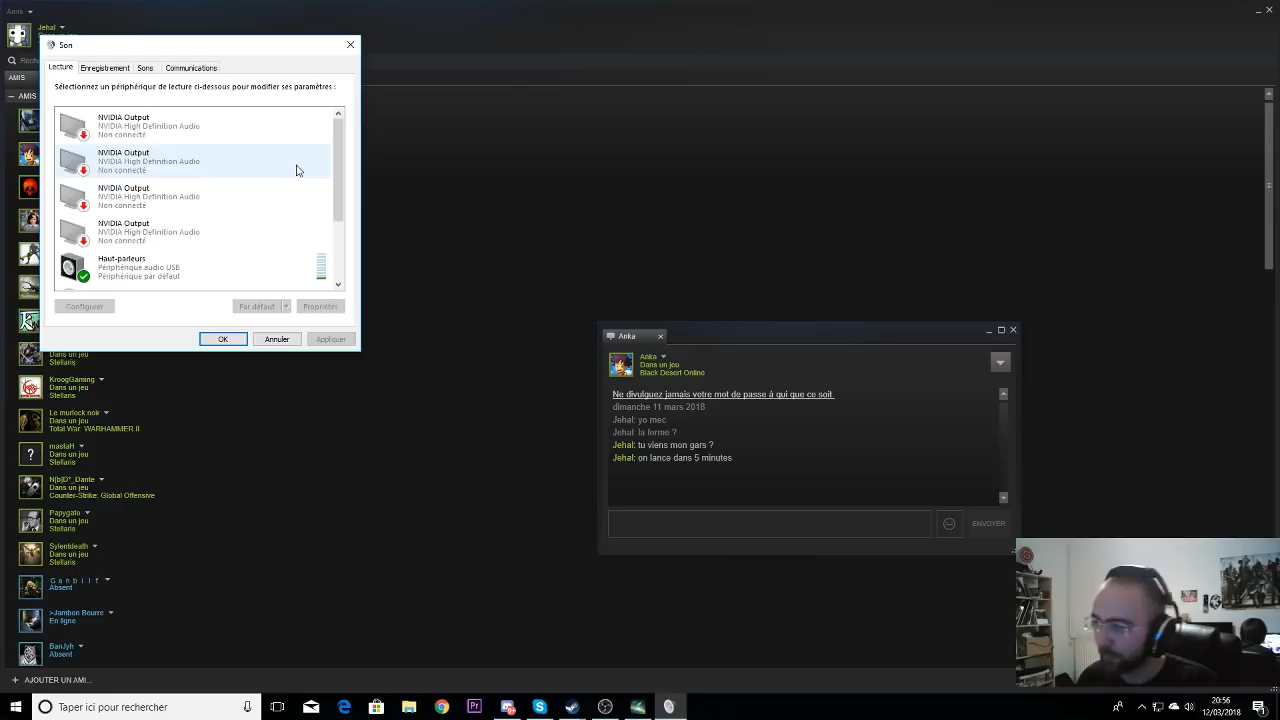 Amis
Jehal
Son
Lecture
Enregistrement
Sons
Communications
Sélectionnez un périphérique de lecture ci-dessous pour modifier ses paramètres :
NVIDIA Output
NVIDIA High Definition Audio
Non connecté
NVIDIA Output
NVIDIA High Definition Audio
Non connecté
NVIDIA Output
NVIDIA High Definition Audio
Non connecté
NVIDIA Output
NVIDIA High Definition Audio
Non connecté
Haut-parleurs
Périphérique audio USB
Périphérique par défaut
Configurer
Par défaut
Propriétés
OK
Annuler
Appliquer
AMIS
AMIS
Dans un jeu
Stellaris
KroogGaming
Dans un jeu
Stellaris
Le murlock noir
Dans un jeu
Total War: WARHAMMER II
mastaH
Dans un jeu
Stellaris
N[b]D*_Dante
Dans un jeu
Counter-Strike: Global Offensive
Papygato
Dans un jeu
Stellaris
Sylentdeath
Dans un jeu
Stellaris
Absent
>Jambon Beurre
En ligne
BanJyh
Absent
AJOUTER UN AMI...
Anka
Anka
Dans un jeu
Black Desert Online
Ne divulguez jamais votre mot de passe à qui que ce soit.
dimanche 11 mars 2018
Jehal: yo mec
Jehal: la forme ?
Jehal: tu viens mon gars ?
Jehal: on lance dans 5 minutes
ENVOYER
Taper ici pour rechercher
20:56
12/03/2018